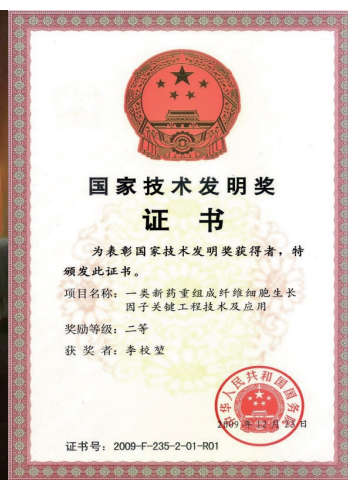 国家技术发明奖
证书
为表彰国家技术发明奖获得者，特
颁发此证书。
项目名称：一类新药重组成纤维细胞生长
因子关键工程技术及应用
奖励等级：二等
获奖者：李校堃
中华人民共和国国务院
2009年12月23日
证书号：2009-F-235-2-01-R01